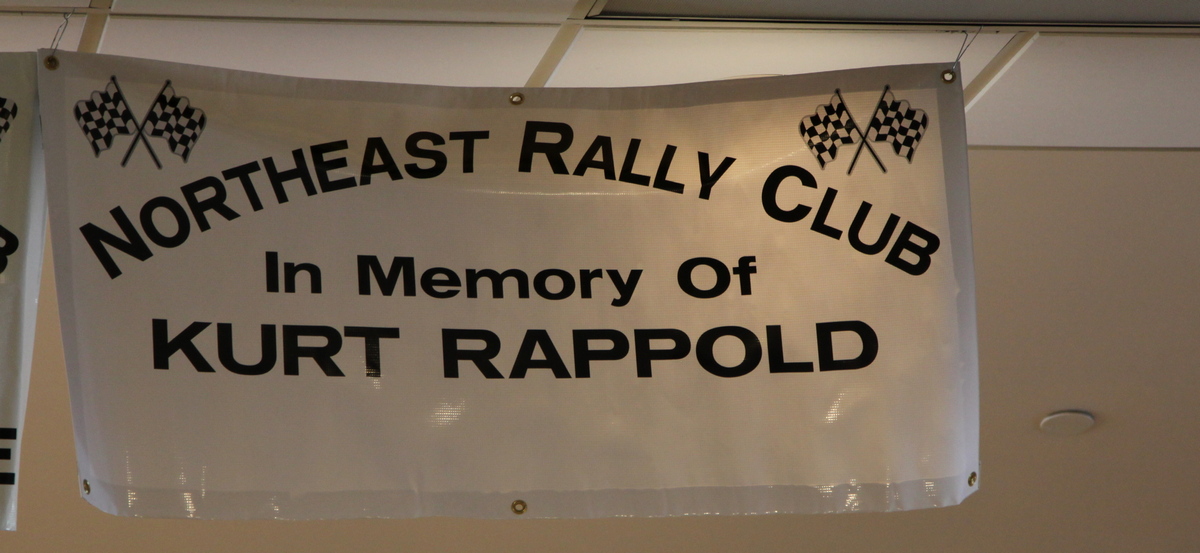 NORTHEAST RALLY CLUB
In Memory Of
KURT RAPPOLD